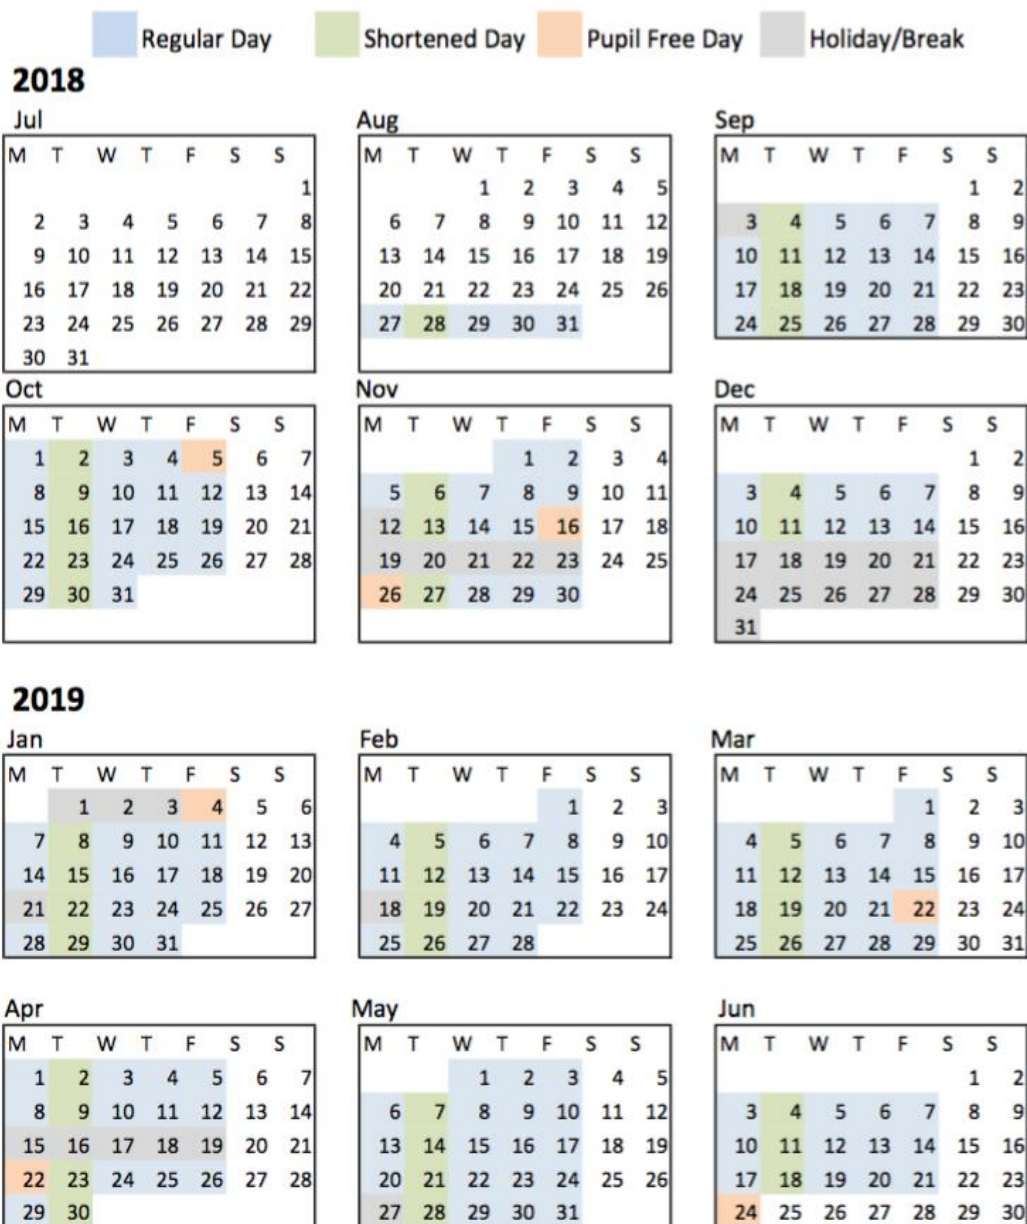 Regular Day Shortened Day Pupil Free Day Holiday/Break
2018
Jul
M T W T F S S
1
2 3 4 5 6 7 8
9 10 11 12 13 14 15
16 17 18 19 20 21 22
23 24 25 26 27 28 29
30 31
Aug
M T W T F S S
1 2 3 4 5
6 7 8 9 10 11 12
13 14 15 16 17 18 19
20 21 22 23 24 25 26
27 28 29 30 31
Sep
M T W T F S S
1 2
3 4 5 6 7 8 9
10 11 12 13 14 15 16
17 18 19 20 21 22 23
24 25 26 27 28 29 30
Oct
M T W T F S S
1 2 3 4 5 6 7
8 9 10 11 12 13 14
15 16 17 18 19 20 21
22 23 24 25 26 27 28
29 30 31
Nov
M T W T F S S
1 2 3 4
5 6 7 8 9 10 11
12 13 14 15 16 17 18
19 20 21 22 23 24 25
26 27 28 29 30
Dec
M T W T F S S
1 2
3 4 5 6 7 8 9
10 11 12 13 14 15 16
17 18 19 20 21 22 23
24 25 26 27 28 29 30
31
2019
Jan
M T W T F S S
1 2 3 4 5 6
7 8 9 10 11 12 13
14 15 16 17 18 19 20
21 22 23 24 25 26 27
28 29 30 31
Feb
M T W T F S S
1 2 3
4 5 6 7 8 9 10
11 12 13 14 15 16 17
18 19 20 21 22 23 24
25 26 27 28
Mar
M T W T F S S
1 2 3
4 5 6 7 8 9 10
11 12 13 14 15 16 17
18 19 20 21 22 23 24
25 26 27 28 29 30 31
Apr
M T W T F S S
1 2 3 4 5 6 7
8 9 10 11 12 13 14
15 16 17 18 19 20 21
22 23 24 25 26 27 28
29 30
May
M T W T F S S
1 2 3 4 5
6 7 8 9 10 11 12
13 14 15 16 17 18 19
20 21 22 23 24 25 26
27 28 29 30 31
Jun
M T W T F S S
1 2
3 4 5 6 7 8 9
10 11 12 13 14 15 16
17 18 19 20 21 22 23
24 25 26 27 28 29 30